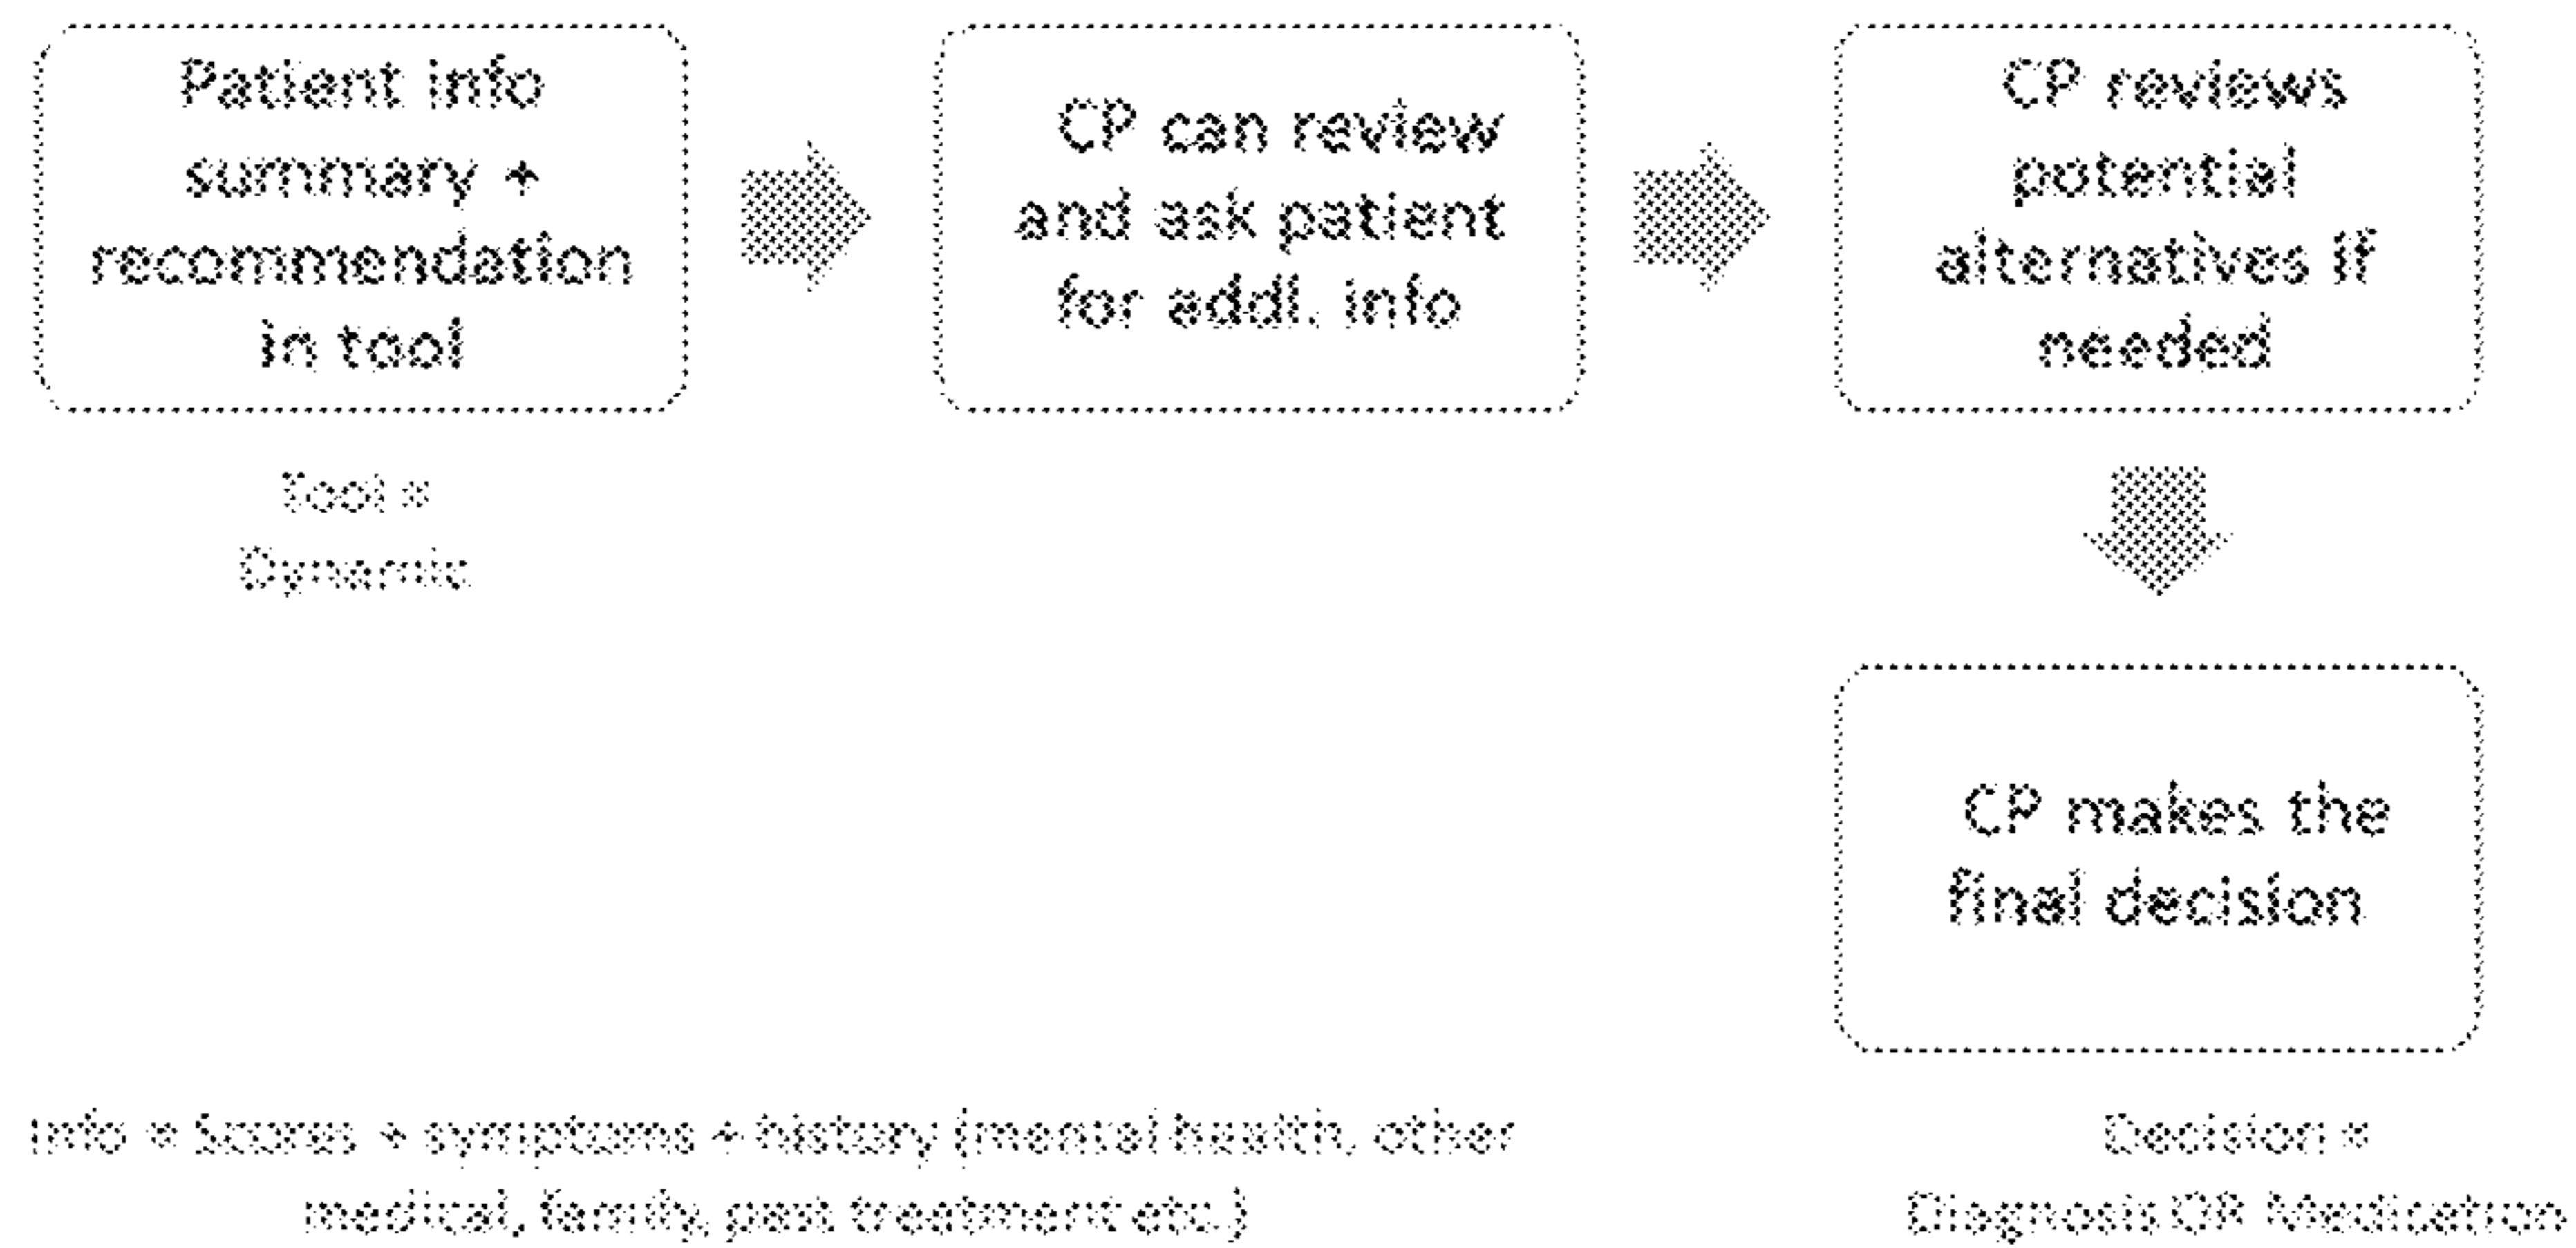 Patient info
summary +
recommendation
in tool
CP can review
and ask patient
for addl. info
CP reviews
potential
alternatives if
needed
Tool =
Dynamic
CP makes the
final decision
Info = Scores + symptoms + history (mental health, other
medical, family, past treatment etc.)
Decision =
Diagnosis OR Medication